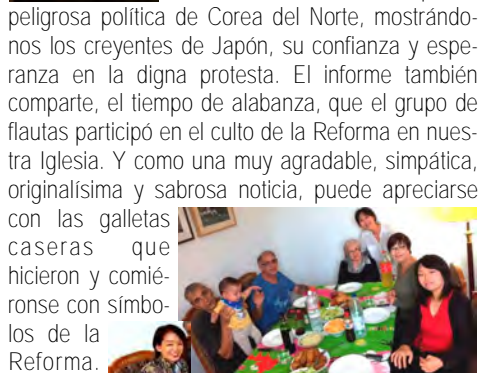 peligrosa política de Corea del Norte, mostrándo-
nos los creyentes de Japón, su confianza y espe-
ranza en la digna protesta. El informe también
comparte, el tiempo de alabanza, que el grupo de
flautas participó en el culto de la Reforma en nues-
tra Iglesia. Y como una muy agradable, simpática,
originalísima y sabrosa noticia, puede apreciarse
con las galletas
caseras que
hicieron y comié-
ronse con símbo-
los de la
Reforma.